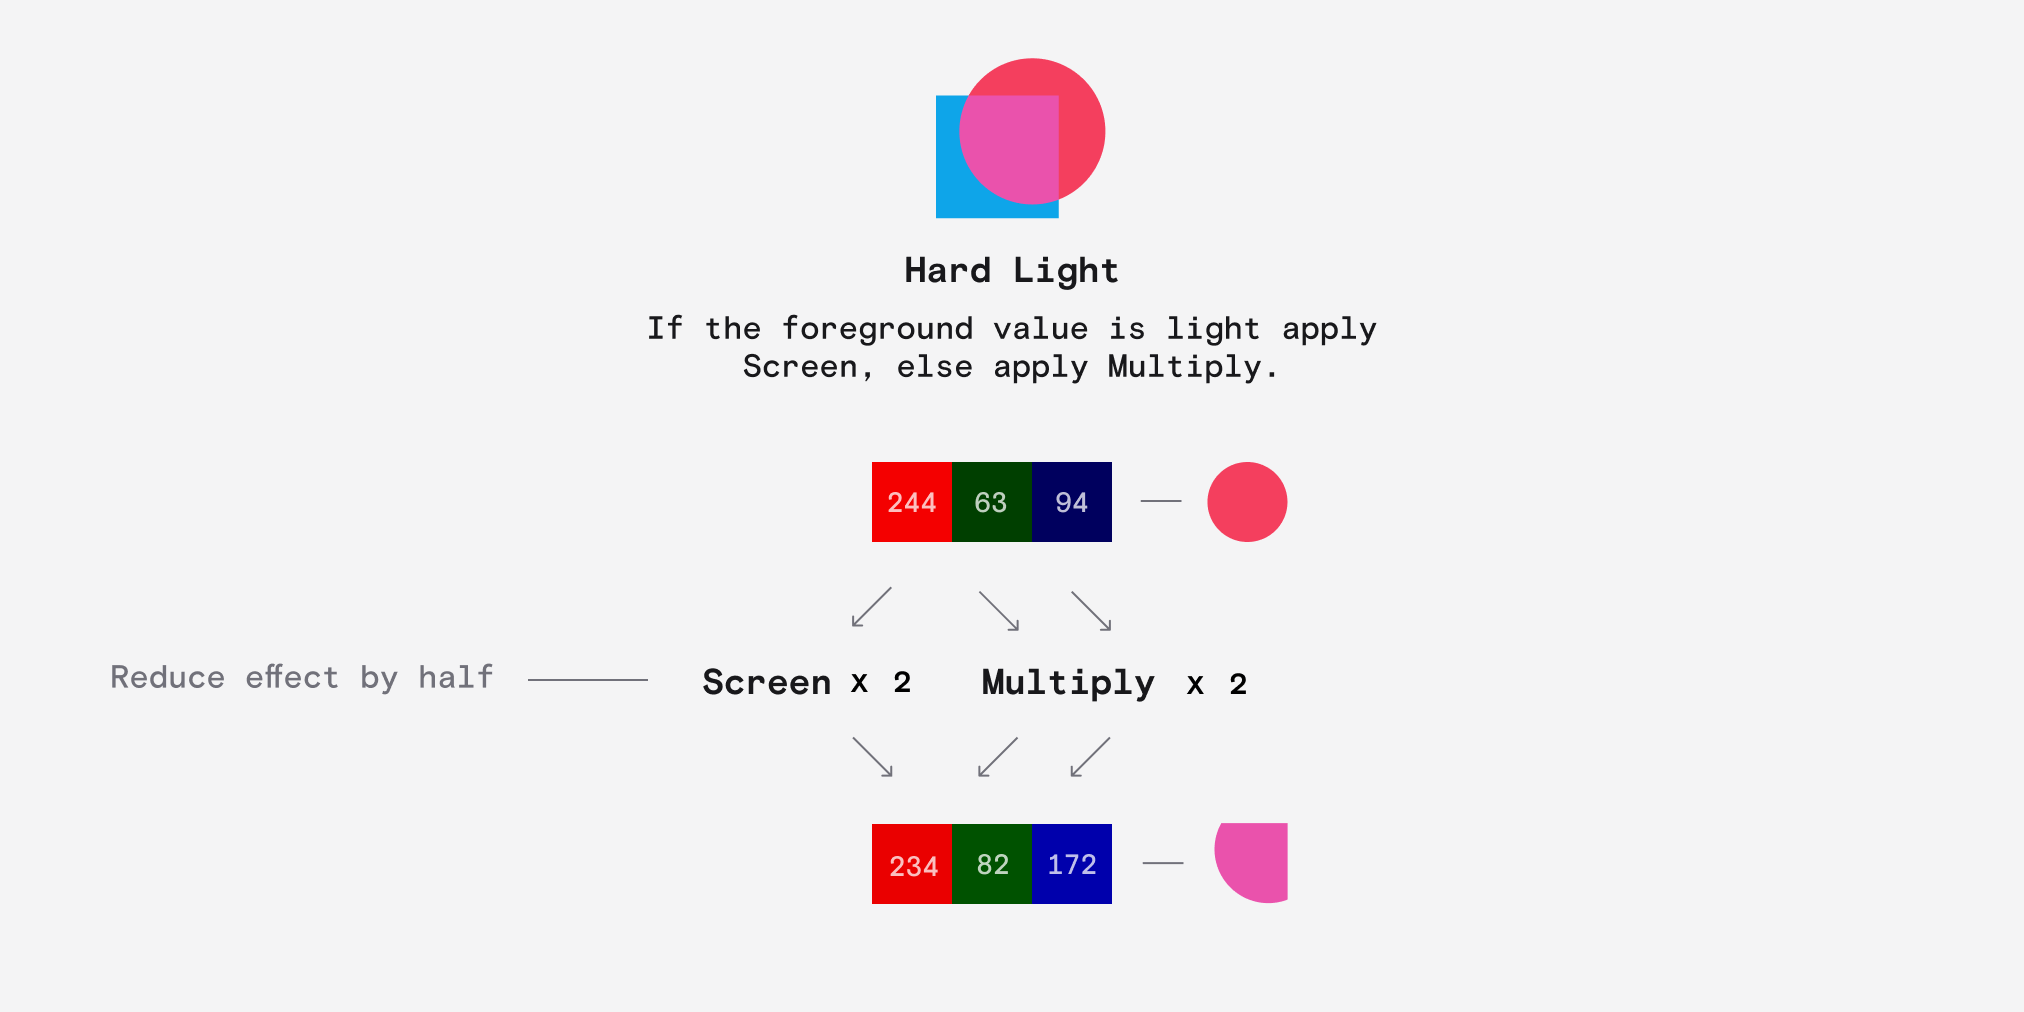 Hard Light
If the foreground value is light apply
Screen, else apply Multiply.
244 63 94
Reduce effect by half
Screen x 2 Multiply x 2
234 82 172